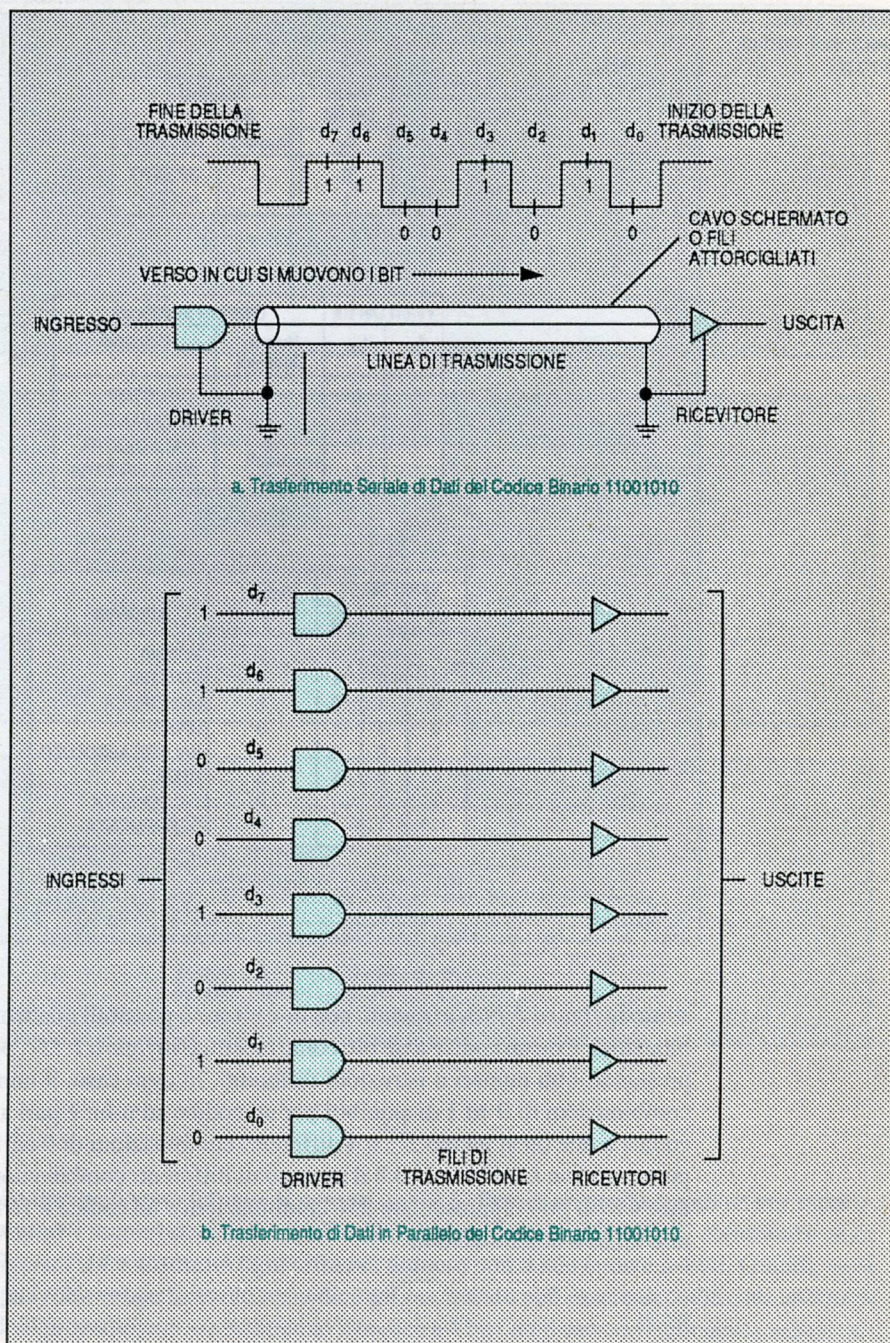 FINE DELLA
TRASMISSIONE
INIZIO DELLA
TRASMISSIONE
d7 d6 d5 d4 d3 d2 d1 d0
1 1 1 1
0 0 0 0
CAVO SCHERMATO
O FILI
ATTORCIGLIATI
VERSO IN CUI SI MUOVONO I BIT
INGRESSO
USCITA
LINEA DI TRASMISSIONE
DRIVER
RICEVITORE
a. Trasferimento Seriale di Dati del Codice Binario 11001010
1 d7
1 d6
0 d5
0 d4
INGRESSI
USCITE
1 d3
0 d2
1 d1
0 d0
DRIVER
FILI DI
TRASMISSIONE
RICEVITORI
b. Trasferimento di Dati in Parallelo del Codice Binario 11001010